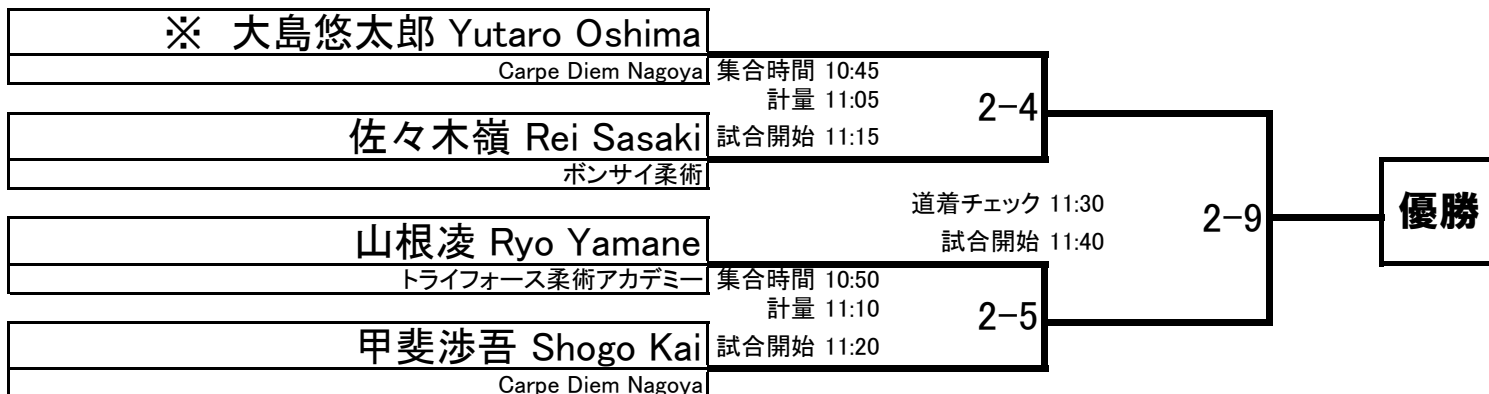 ※ 大島悠太郎 Yutaro Oshima
Carpe Diem Nagoya
集合時間 10:45
計量 11:05
2-4
佐々木嶺 Rei Sasaki
試合開始 11:15
ボンサイ柔術
道着チェック 11:30
2-9
優勝
山根凌 Ryo Yamane
試合開始 11:40
トライフォース柔術アカデミー
集合時間 10:50
計量 11:10
2-5
甲斐渉吾 Shogo Kai
試合開始 11:20
Carpe Diem Nagoya